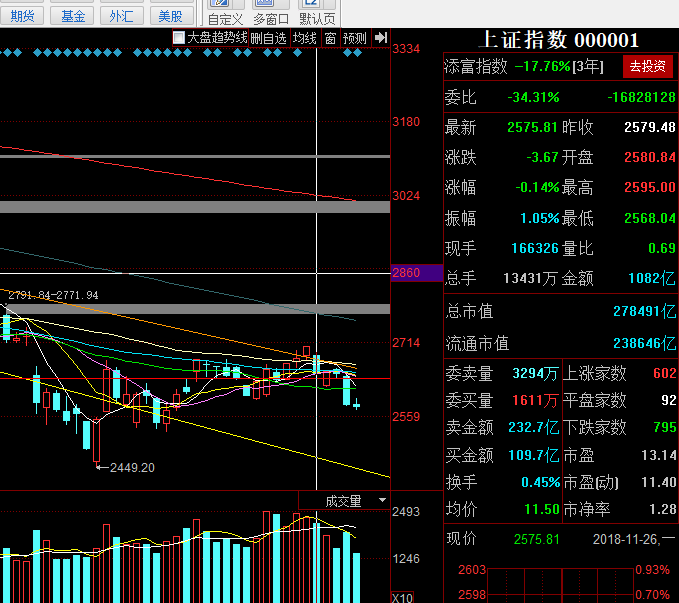 期货 基金 外汇 美股 自定义 多窗口 默认页
L2
大盘趋势线 删自选 均线 窗 预测
3334
3180
3024
2860
2714
2559
2791.84-2771.94
2449.20
成交量
2493
1246
X10
上证指数 000001
添富指数 -17.76%[3年] 去投资
委比 -34.31% -16828128
最新 2575.81 昨收 2579.48
涨跌 -3.67 开盘 2580.84
涨幅 -0.14% 最高 2595.00
振幅 1.05% 最低 2568.04
现手 166326 量比 0.69
总手 13431万 金额 1082亿
总市值 278491亿
流通市值 238646亿
委卖量 3294万 上涨家数 602
委买量 1611万 平盘家数 92
卖金额 232.7亿 下跌家数 795
买金额 109.7亿 市盈 13.14
换手 0.45% 市盈(动) 11.40
均价 11.50 市净率 1.28
现价 2575.81 2018-11-26,一
2603 0.93%
2598 0.70%